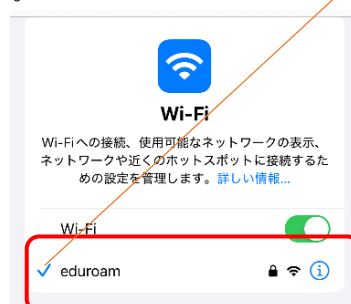 Wi-Fi
Wi-Fiへの接続、使用可能なネットワークの表示、
ネットワークや近くのホットスポットに接続するた
めの設定を管理します。詳しい情報...
Wi-Fi
eduroam